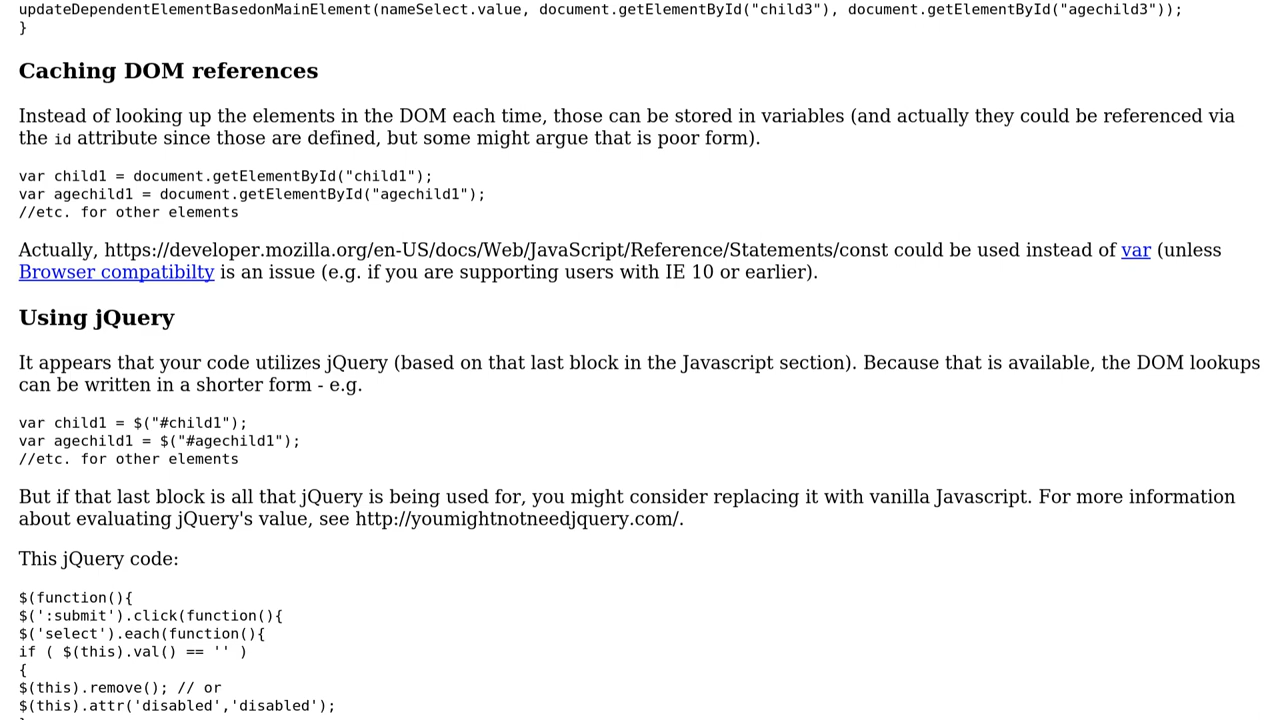 updateDependentElementBasedonMainElement(nameSelect.value, document.getElementById("child3"), document.getElementById("agechild3"));
}
Caching DOM references
Instead of looking up the elements in the DOM each time, those can be stored in variables (and actually they could be referenced via
the id attribute since those are defined, but some might argue that is poor form).
var child1 = document.getElementById("child1");
var agechild1 = document.getElementById("agechild1");
//etc. for other elements
Actually, https://developer.mozilla.org/en-US/docs/Web/JavaScript/Reference/Statements/const could be used instead of var (unless
Browser compatibilty is an issue (e.g. if you are supporting users with IE 10 or earlier).
Using jQuery
It appears that your code utilizes jQuery (based on that last block in the Javascript section). Because that is available, the DOM lookups
can be written in a shorter form - e.g.
var child1 = $("#child1");
var agechild1 = $("#agechild1");
//etc. for other elements
But if that last block is all that jQuery is being used for, you might consider replacing it with vanilla Javascript. For more information
about evaluating jQuery's value, see http://youmightnotneedjquery.com/.
This jQuery code:
$(function(){
$(':submit').click(function(){
$('select').each(function(){
if ( $(this).val() == '' )
{
$(this).remove(); // or
$(this).attr('disabled','disabled');